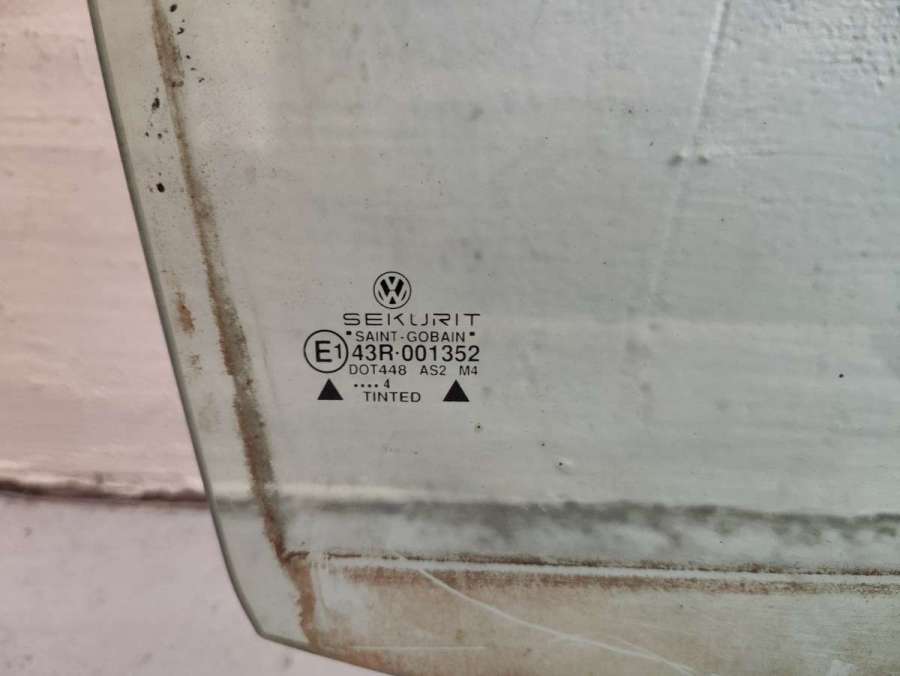 SEKURIT
"SAINT-GOBAIN"
E1 43R·001352
DOT448 AS2 M4
.... 4
TINTED